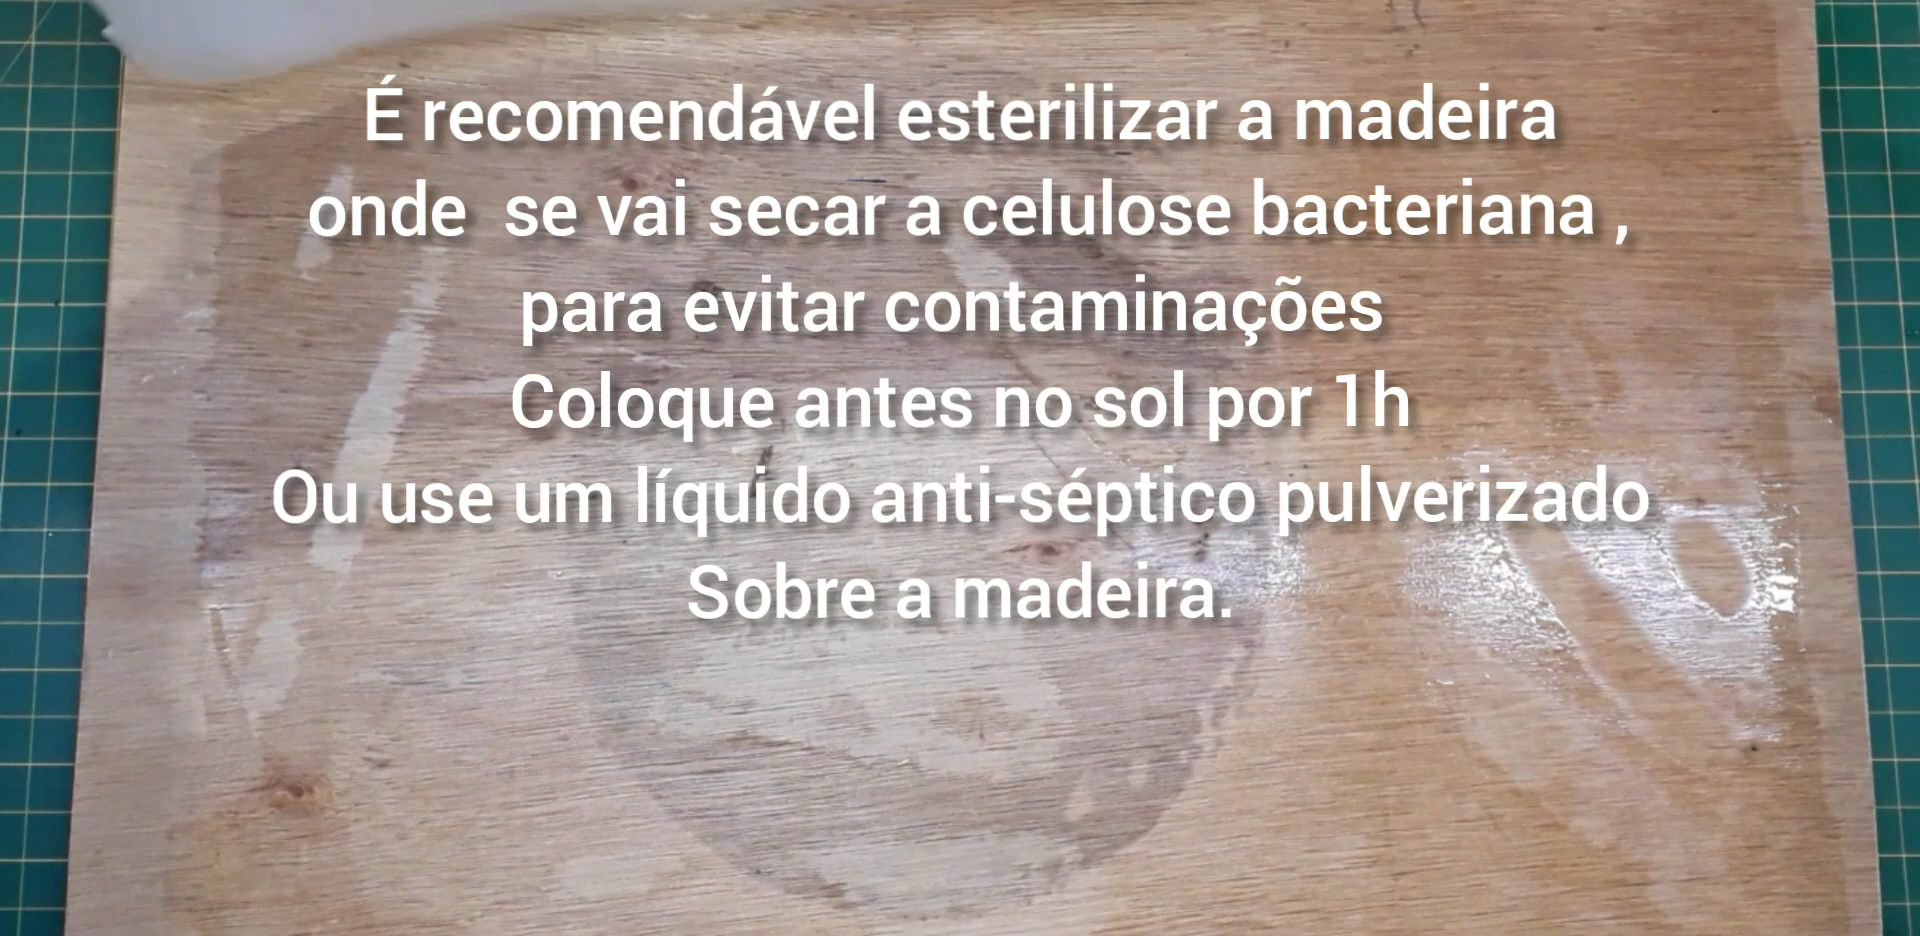 É recomendável esterilizar a madeira
onde se vai secar a celulose bacteriana ,
para evitar contaminações
Coloque antes no sol por 1h
Ou use um líquido anti-séptico pulverizado
Sobre a madeira.